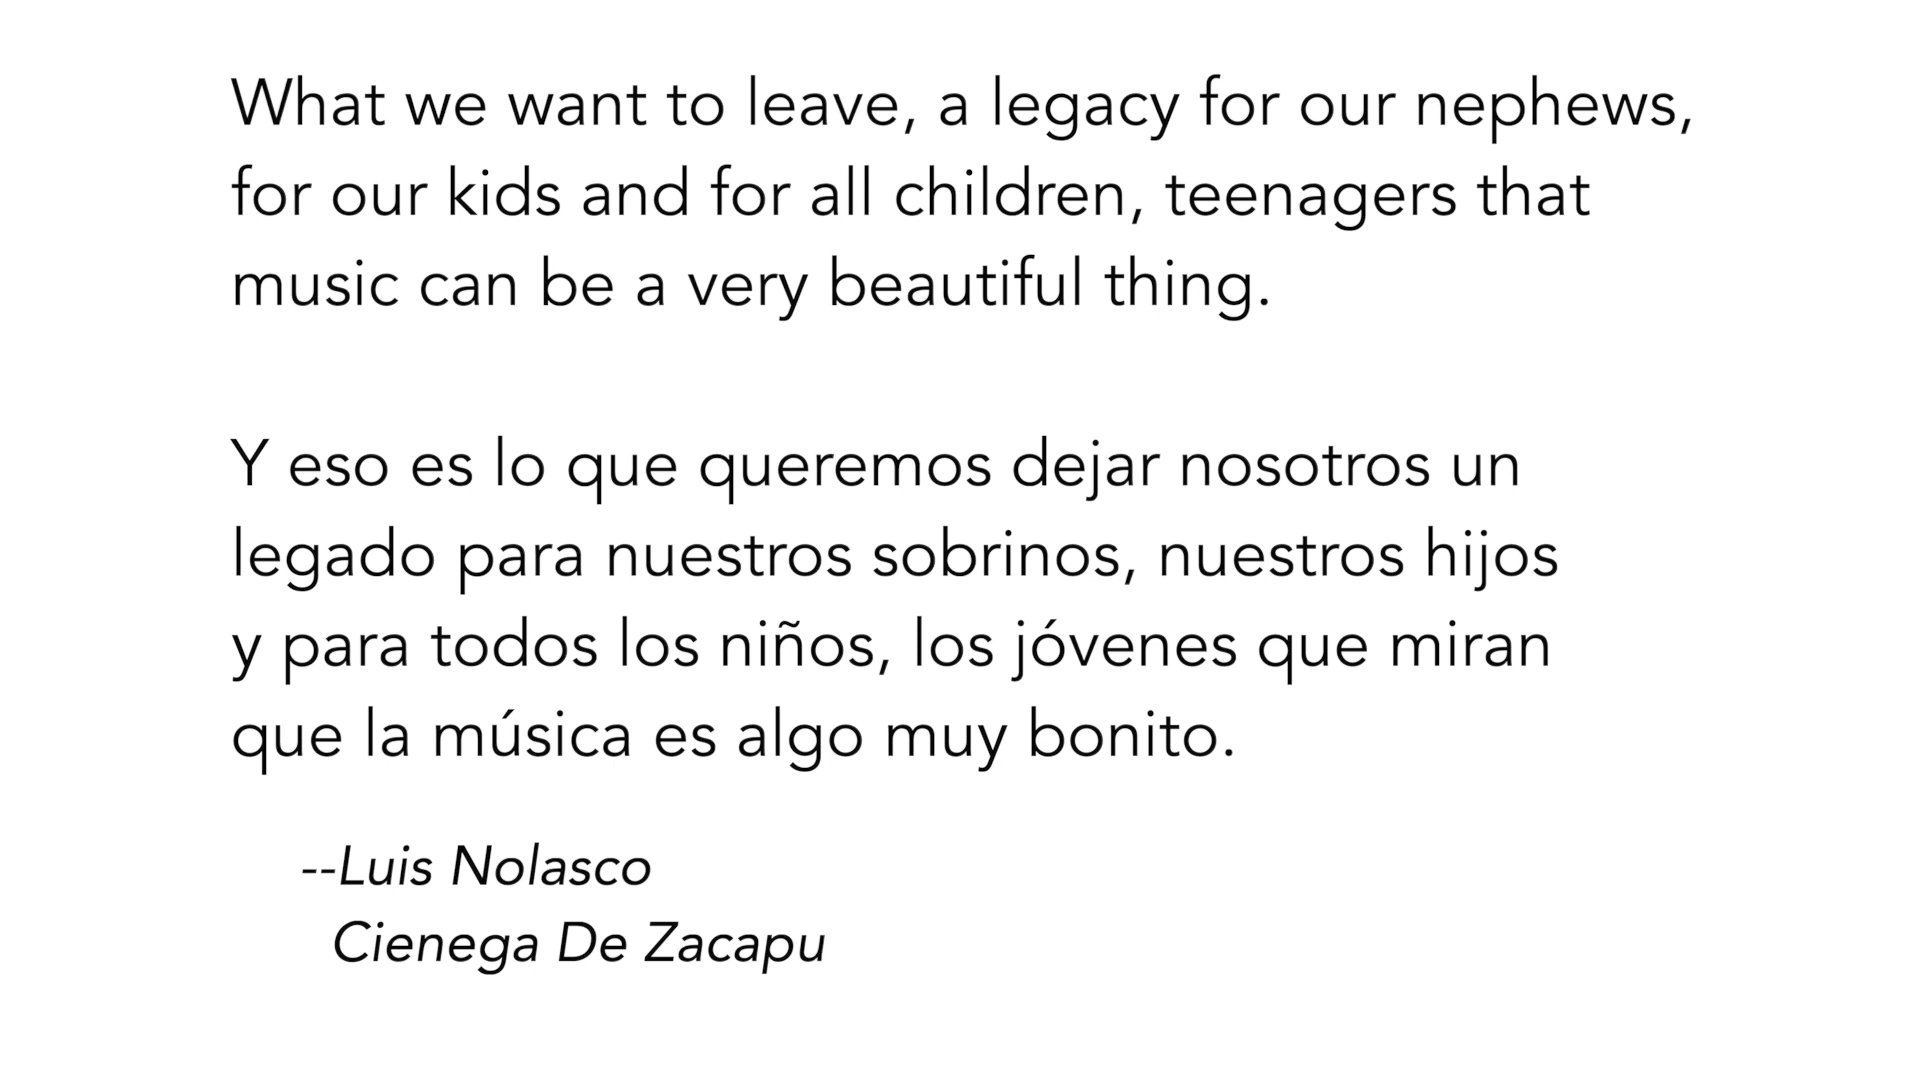 What we want to leave, a legacy for our nephews,
for our kids and for all children, teenagers that
music can be a very beautiful thing.
Y eso es lo que queremos dejar nosotros un
legado para nuestros sobrinos, nuestros hijos
y para todos los niños, los jóvenes que miran
que la música es algo muy bonito.
--Luis Nolasco
Cienega De Zacapu